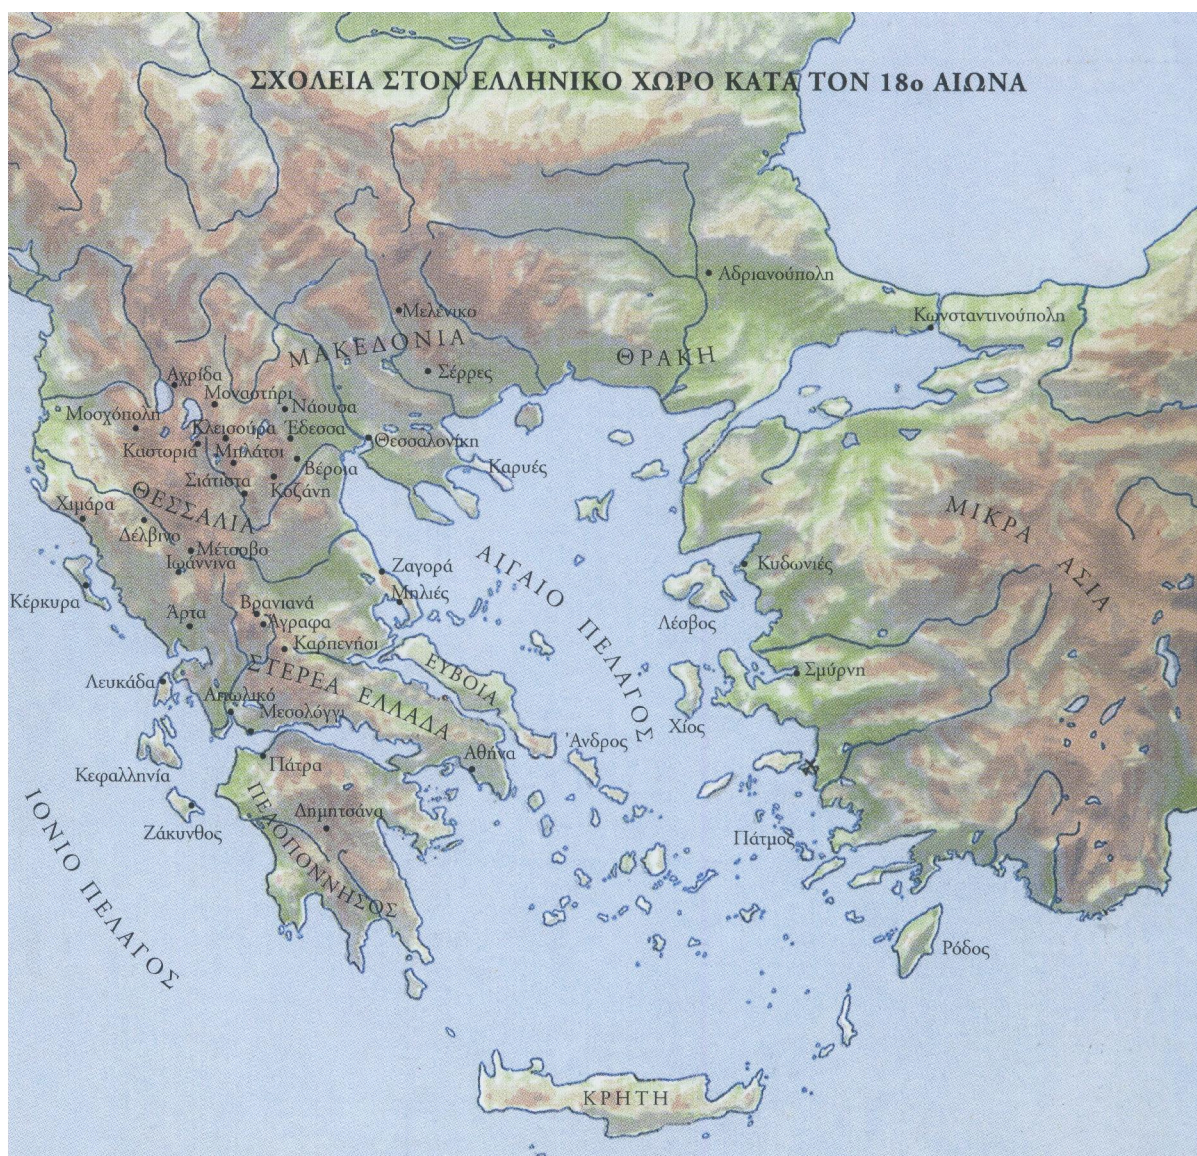 ΣΧΟΛΕΙΑ ΣΤΟΝ ΕΛΛΗΝΙΚΟ ΧΩΡΟ ΚΑΤΑ ΤΟΝ 18ο ΑΙΩΝΑ
Αδριανούπολη
Μελένικο
Κωνσταντινούπολη
ΜΑΚΕΔΟΝΙΑ
ΘΡΑΚΗ
Αχρίδα
Σέρρες
Μοναστήρι
Νάουσα
Μοσχόπολη
Κλεισούρα
Έδεσσα
Θεσσαλονίκη
Καστοριά
Μπλάτσι
Βέροια
Καρυές
Σιάτιστα
Κοζάνη
ΘΕΣΣΑΛΙΑ
Χιμάρα
Δέλβινο
Μέτσοβο
Ιωάννινα
ΜΙΚΡΑ ΑΣΙΑ
ΑΙΓΑΙΟ ΠΕΛΑΓΟΣ
Ζαγορά
Κυδωνιές
Μηλιές
Κέρκυρα
Βρανιανά
Άρτα
Άγραφα
Λέσβος
Καρπενήσι
ΣΤΕΡΕΑ ΕΛΛΑΔΑ
ΕΥΒΟΙΑ
Σμύρνη
Λευκάδα
Αιτωλικό
Μεσολόγγι
Χίος
Άνδρος
Αθήνα
Κεφαλληνία
Πάτρα
ΙΟΝΙΟ ΠΕΛΑΓΟΣ
Δημητσάνα
Ζάκυνθος
ΠΕΛΟΠΟΝΝΗΣΟΣ
Πάτμος
Ρόδος
ΚΡΗΤΗ